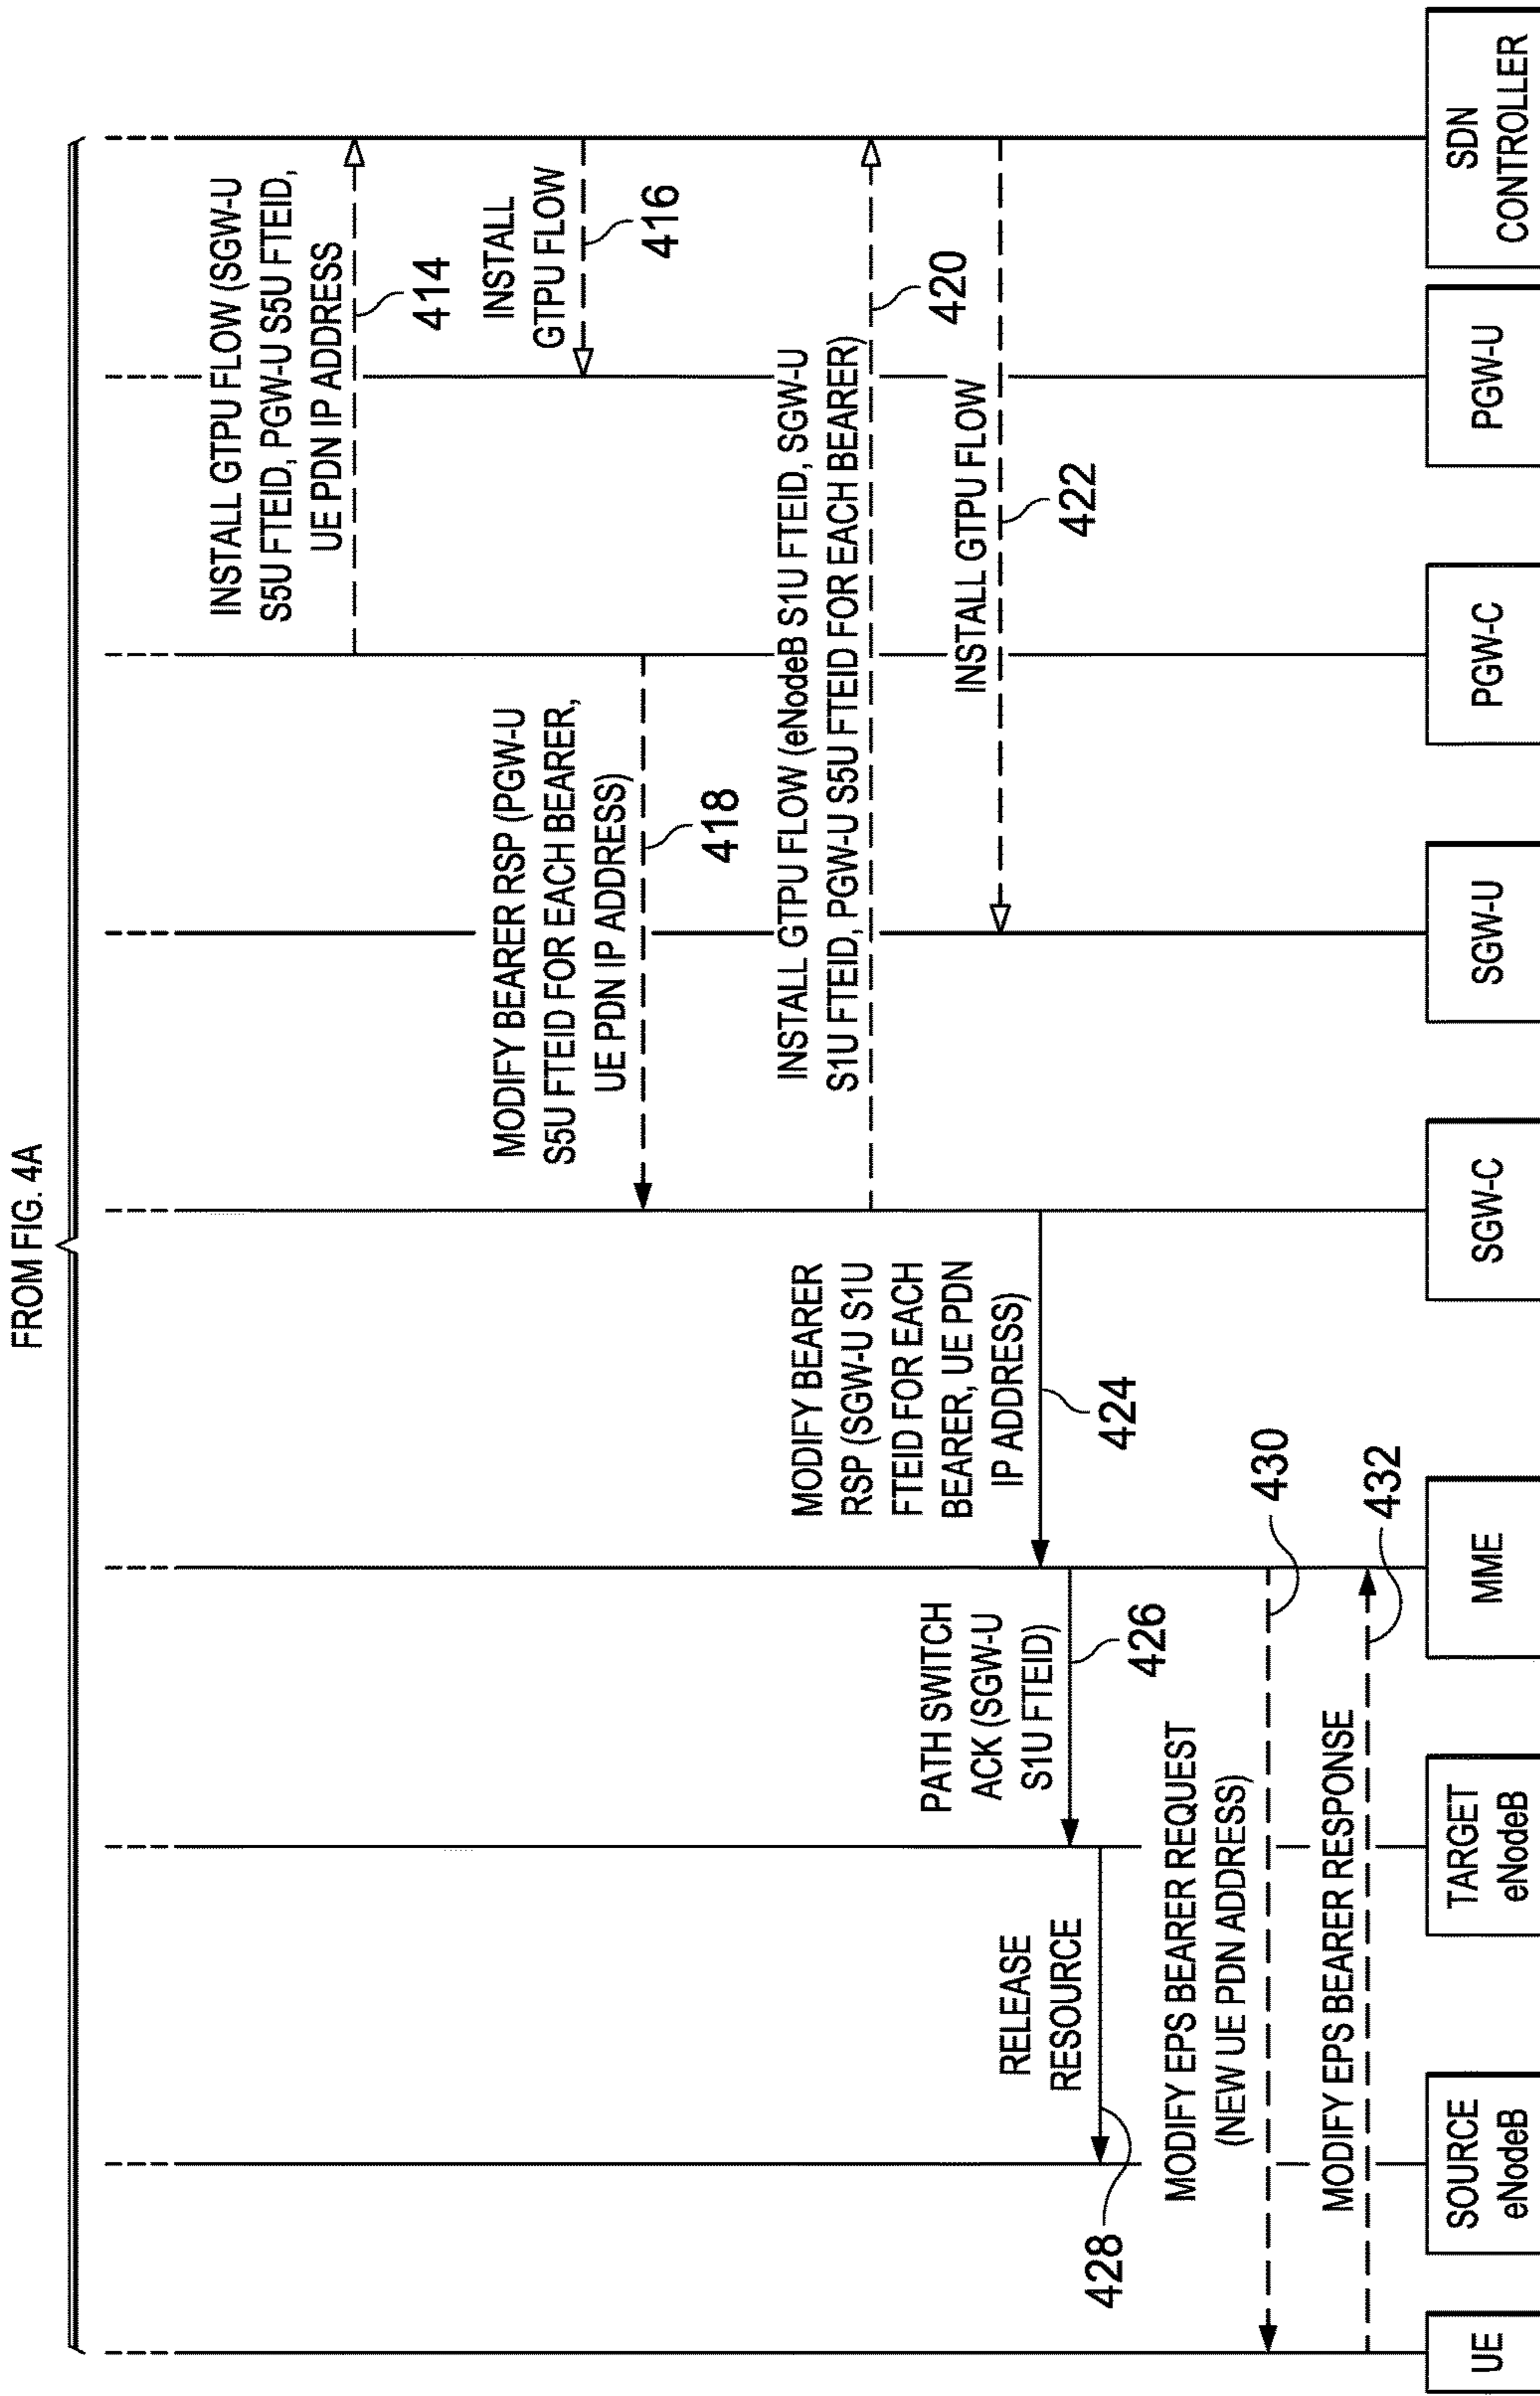 FROM FIG. 4A
INSTALL GTPU FLOW (SGW-U
S5U FTEID, PGW-U S5U FTEID,
UE PDN IP ADDRESS
414
INSTALL
GTPU FLOW
416
MODIFY BEARER RSP (PGW-U
S5U FTEID FOR EACH BEARER,
UE PDN IP ADDRESS)
418
INSTALL GTPU FLOW (eNodeB S1U FTEID, SGW-U
S1U FTEID, PGW-U S5U FTEID FOR EACH BEARER)
420
INSTALL GTPU FLOW
422
MODIFY BEARER
RSP (SGW-U S1U
FTEID FOR EACH
BEARER, UE PDN
IP ADDRESS)
424
PATH SWITCH
ACK (SGW-U
S1U FTEID)
426
RELEASE
RESOURCE
428
MODIFY EPS BEARER REQUEST
(NEW UE PDN ADDRESS)
430
MODIFY EPS BEARER RESPONSE
432
UE
SOURCE
eNodeB
TARGET
eNodeB
MME
SGW-C
SGW-U
PGW-C
PGW-U
SDN
CONTROLLER